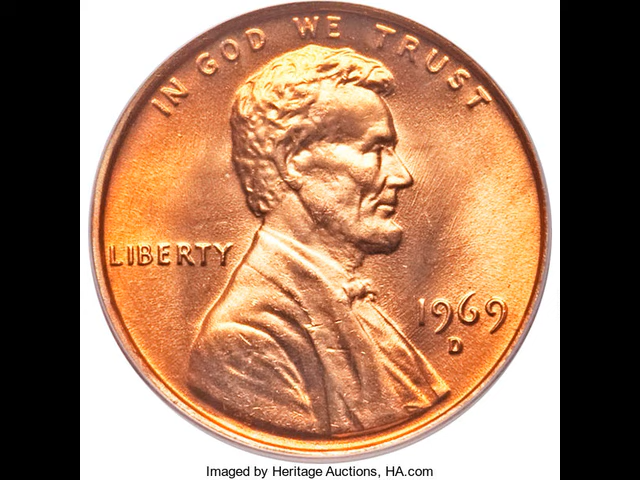 IN GOD WE TRUST
LIBERTY
1969
D
Imaged by Heritage Auctions, HA.com